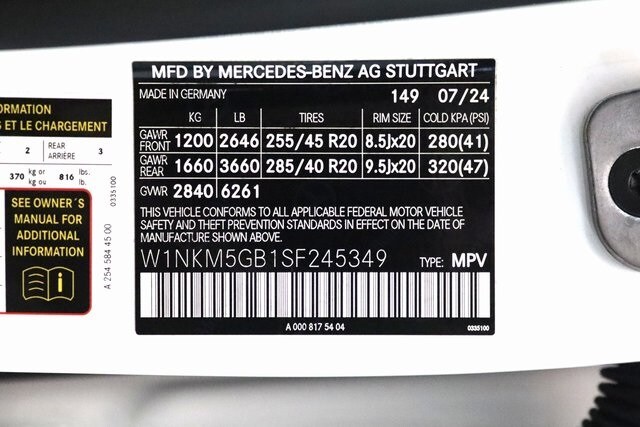 ORMATION
S ET LE CHARGEMENT
2 REAR ARRIÈRE 3
370 kg or kg ou 816 lbs. lb.
SEE OWNER´S
MANUAL FOR
ADDITIONAL
INFORMATION
A 254 584 45 00
0335100
MFD BY MERCEDES-BENZ AG STUTTGART
MADE IN GERMANY 149 07/24
KG LB TIRES RIM SIZE COLD KPA(PSI)
GAWR FRONT 1200 2646 255/45 R20 8.5Jx20 280(41)
GAWR REAR 1660 3660 285/40 R20 9.5Jx20 320(47)
GVWR 2840 6261
THIS VEHICLE CONFORMS TO ALL APPLICABLE FEDERAL MOTOR VEHICLE
SAFETY AND THEFT PREVENTION STANDARDS IN EFFECT ON THE DATE OF
MANUFACTURE SHOWN ABOVE.
W1NKM5GB1SF245349 TYPE: MPV
A 000 817 54 04 0335100